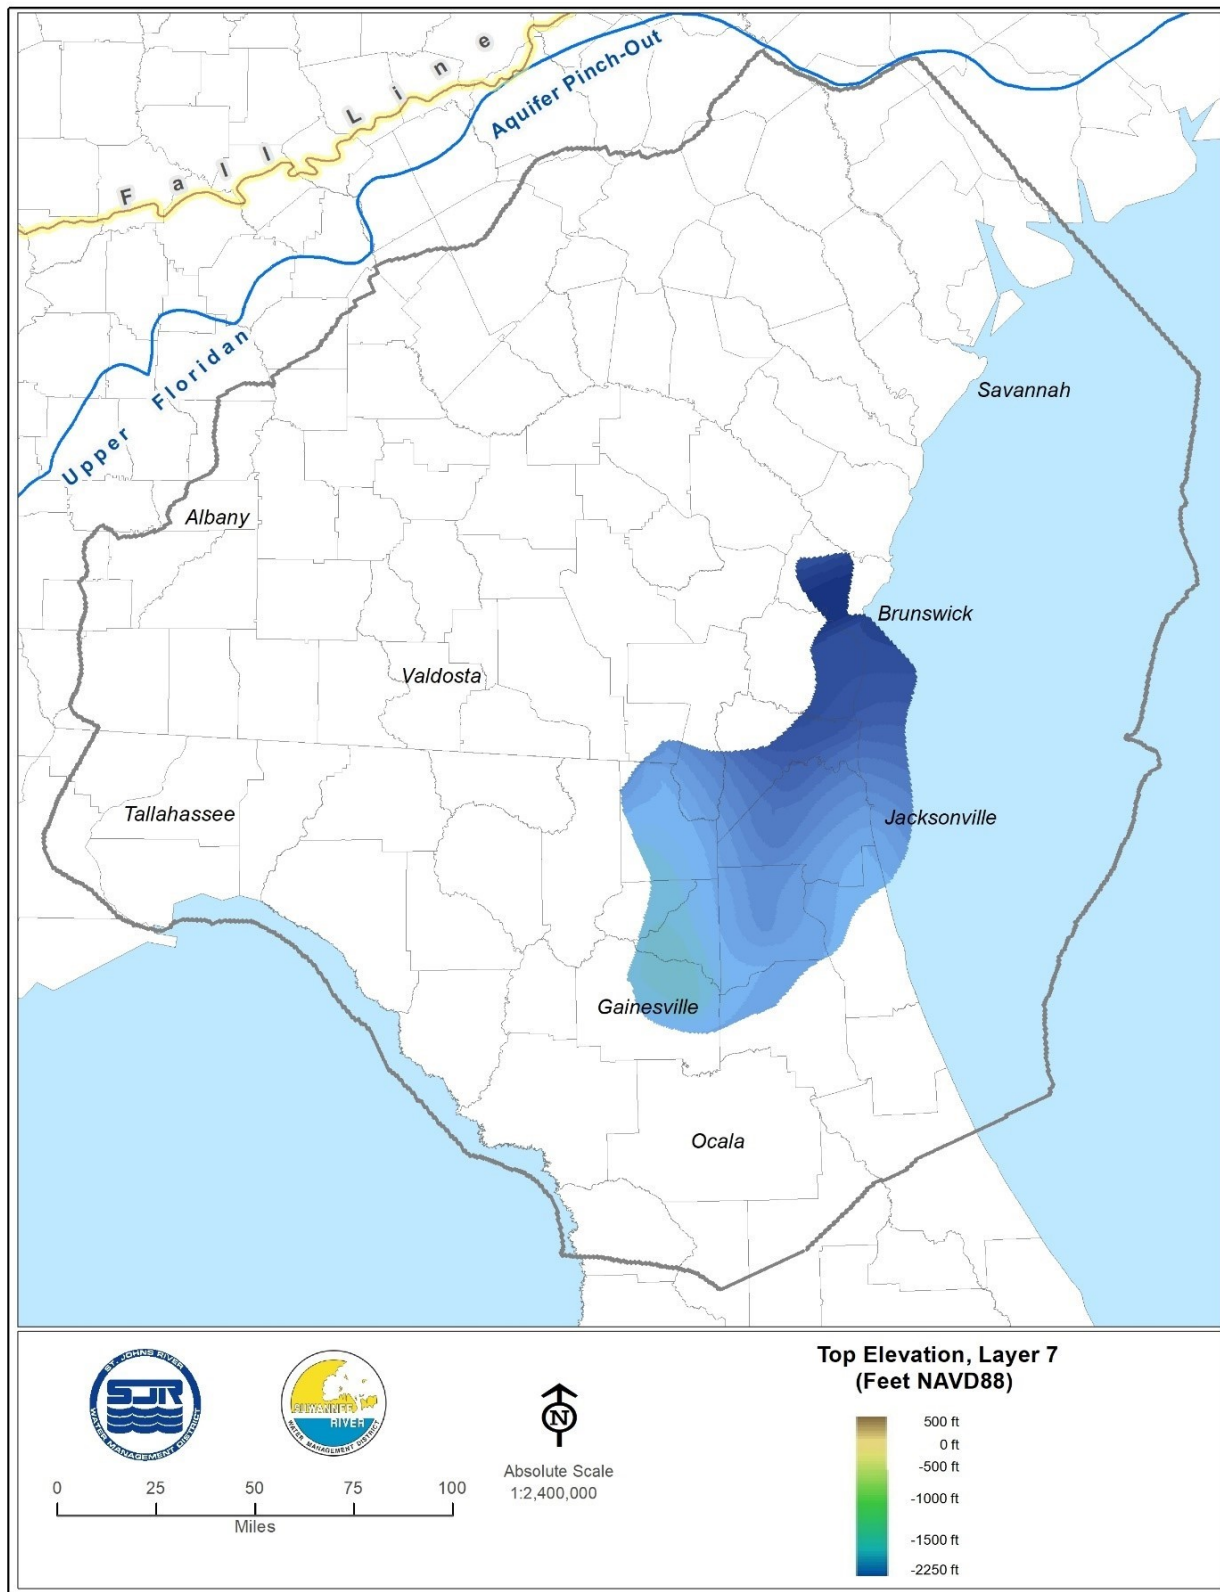 Fall Line
Aquifer Pinch-Out
Upper Floridan
Savannah
Albany
Brunswick
Valdosta
Tallahassee
Jacksonville
Gainesville
Ocala
ST. JOHNS RIVER
SJR
WATER MANAGEMENT DISTRICT
SUWANNEE
RIVER
WATER MANAGEMENT DISTRICT
N
Absolute Scale
1:2,400,000
0 25 50 75 100
Miles
Top Elevation, Layer 7
(Feet NAVD88)
500 ft
0 ft
-500 ft
-1000 ft
-1500 ft
-2250 ft